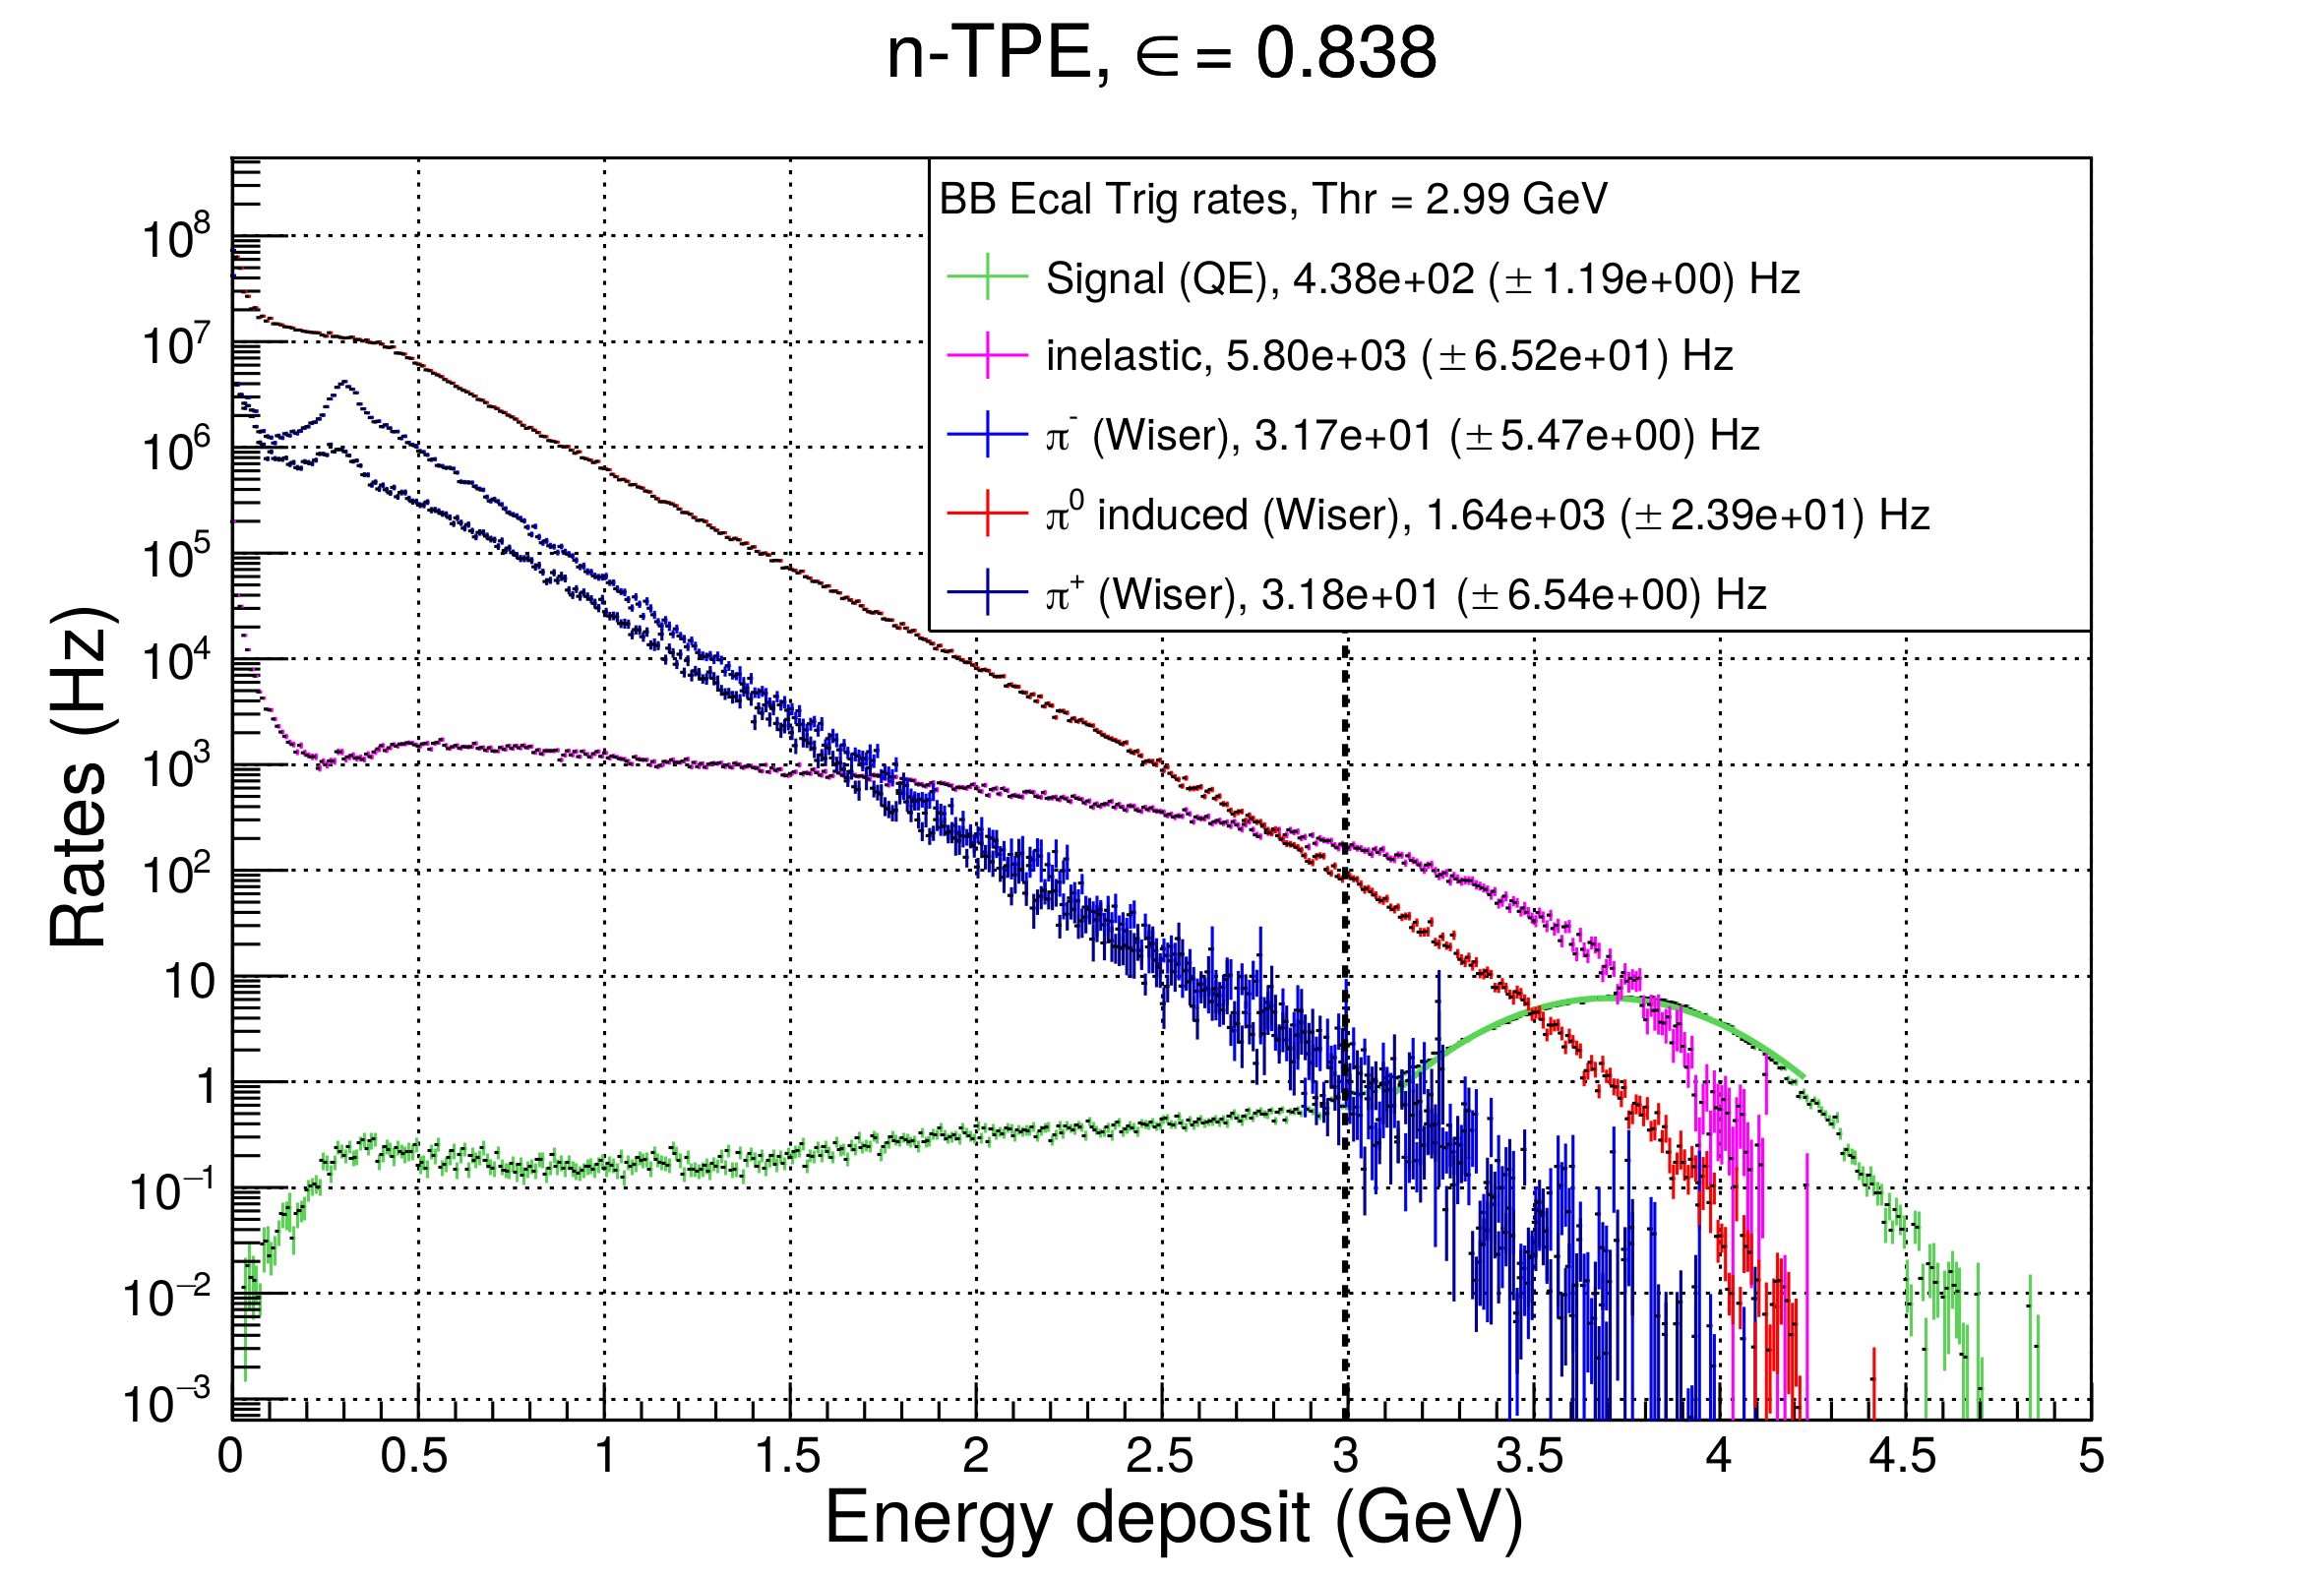 n-TPE, ∈ = 0.838
BB Ecal Trig rates, Thr = 2.99 GeV
Signal (QE), 4.38e+02 (±1.19e+00) Hz
inelastic, 5.80e+03 (±6.52e+01) Hz
π⁻ (Wiser), 3.17e+01 (±5.47e+00) Hz
π⁰ induced (Wiser), 1.64e+03 (±2.39e+01) Hz
π⁺ (Wiser), 3.18e+01 (±6.54e+00) Hz
Rates (Hz)
10⁸
10⁷
10⁶
10⁵
10⁴
10³
10²
10
1
10⁻¹
10⁻²
10⁻³
0 0.5 1 1.5 2 2.5 3 3.5 4 4.5 5
Energy deposit (GeV)